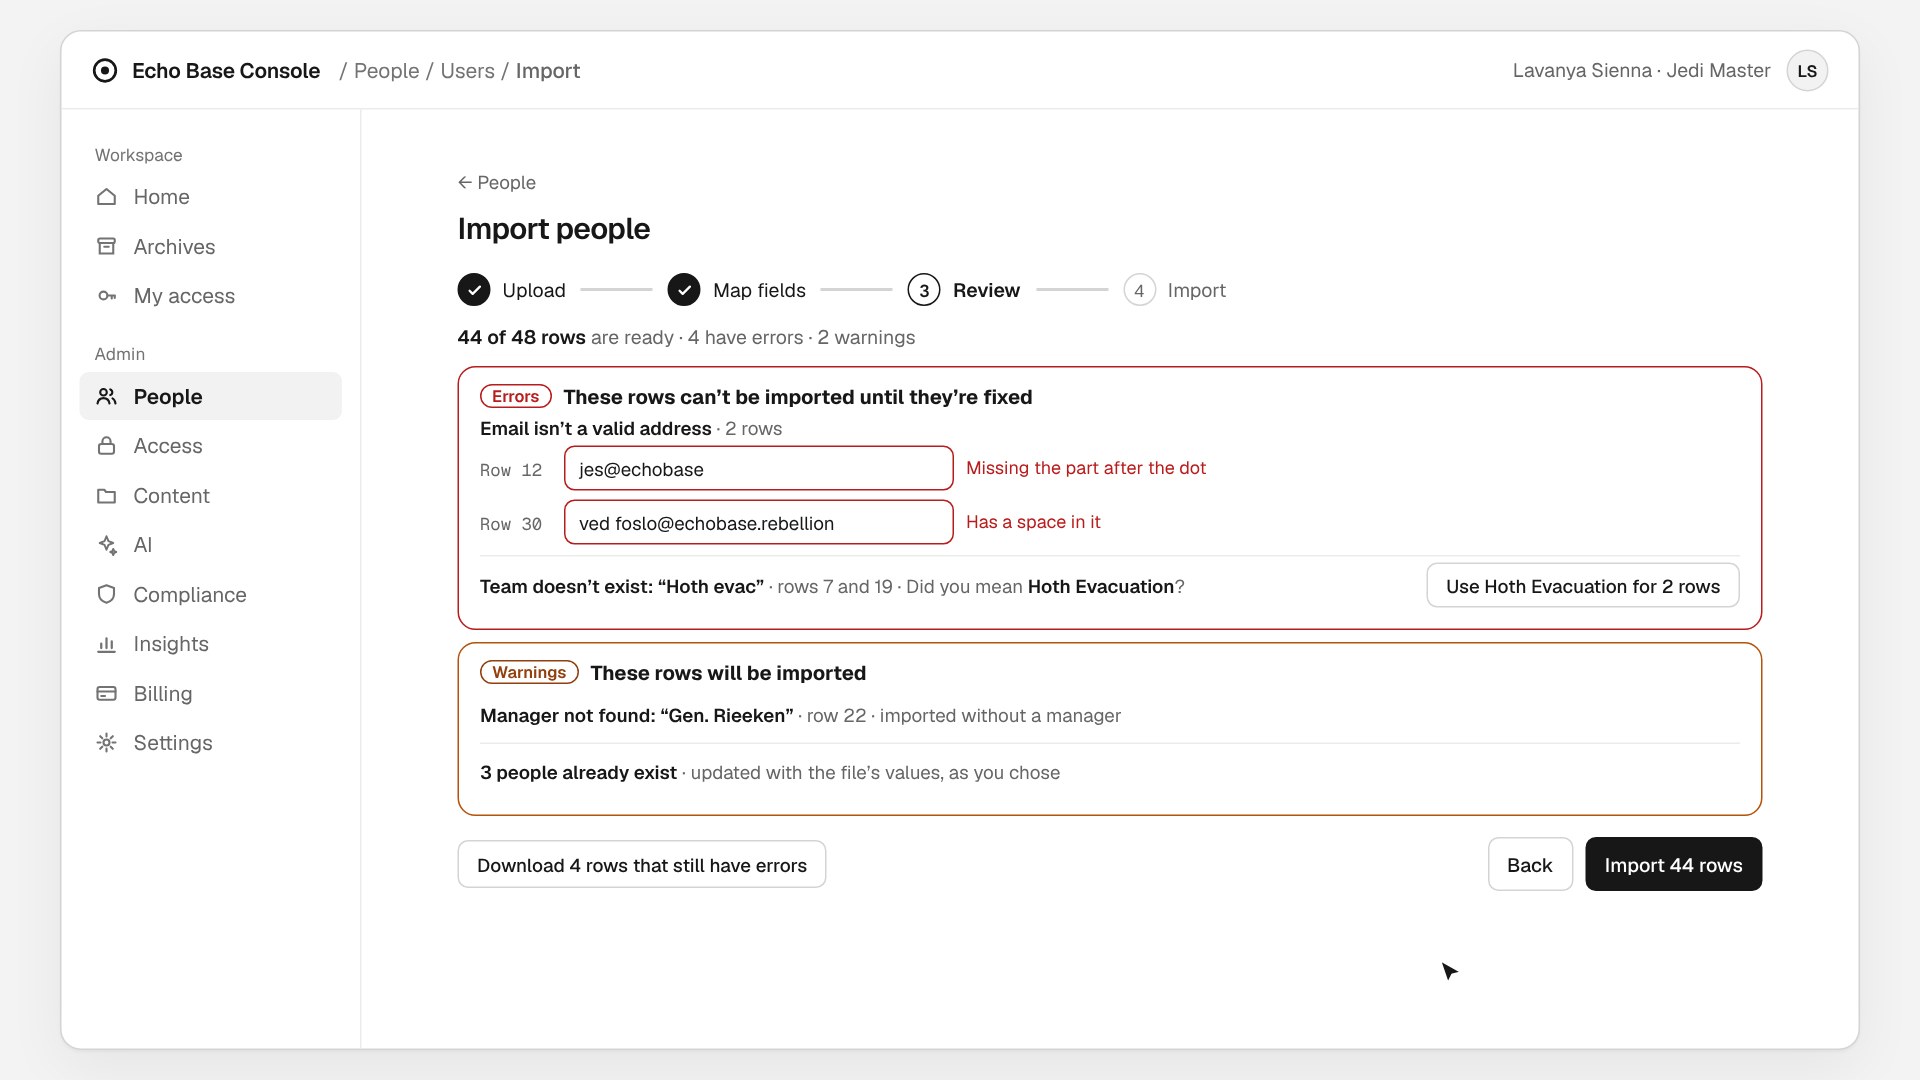 Echo Base Console / People / Users / Import
Lavanya Sienna · Jedi Master LS
Workspace
Home
Archives
My access
Admin
People
Access
Content
AI
Compliance
Insights
Billing
Settings
← People
Import people
Upload
Map fields
3 Review
4 Import
44 of 48 rows are ready · 4 have errors · 2 warnings
Errors These rows can’t be imported until they’re fixed
Email isn’t a valid address · 2 rows
Row 12 jes@echobase Missing the part after the dot
Row 30 ved foslo@echobase.rebellion Has a space in it
Team doesn’t exist: “Hoth evac” · rows 7 and 19 · Did you mean Hoth Evacuation? Use Hoth Evacuation for 2 rows
Warnings These rows will be imported
Manager not found: “Gen. Rieeken” · row 22 · imported without a manager
3 people already exist · updated with the file’s values, as you chose
Download 4 rows that still have errors
Back
Import 44 rows